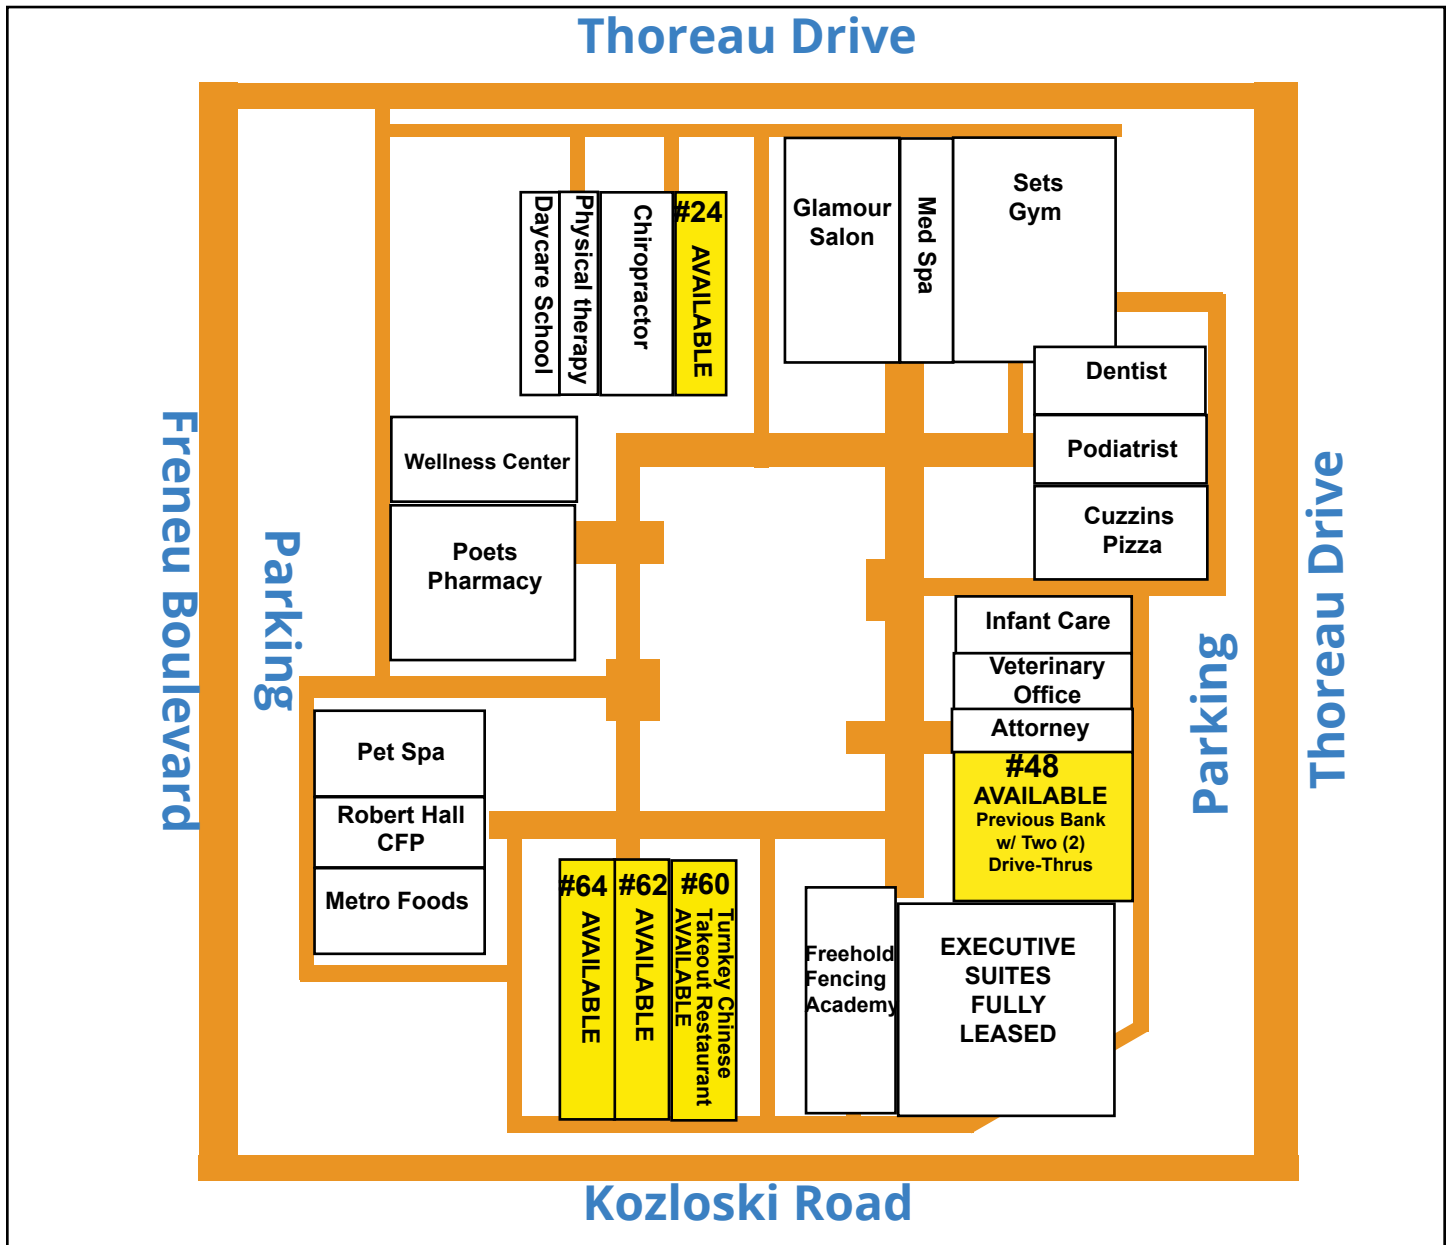 Thoreau Drive
Daycare School
Physical therapy
Chiropractor
#24
AVAILABLE
Glamour
Salon
Med Spa
Sets
Gym
Dentist
Podiatrist
Cuzzins
Pizza
Wellness Center
Poets
Pharmacy
Freneu Boulevard
Parking
Infant Care
Veterinary
Office
Attorney
#48
AVAILABLE
Previous Bank
w/ Two (2)
Drive-Thrus
Parking
Thoreau Drive
Pet Spa
Robert Hall
CFP
Metro Foods
#64
AVAILABLE
#62
AVAILABLE
#60
Turnkey Chinese
Takeout Restaurant
AVAILABLE
Freehold
Fencing
Academy
EXECUTIVE
SUITES
FULLY
LEASED
Kozloski Road